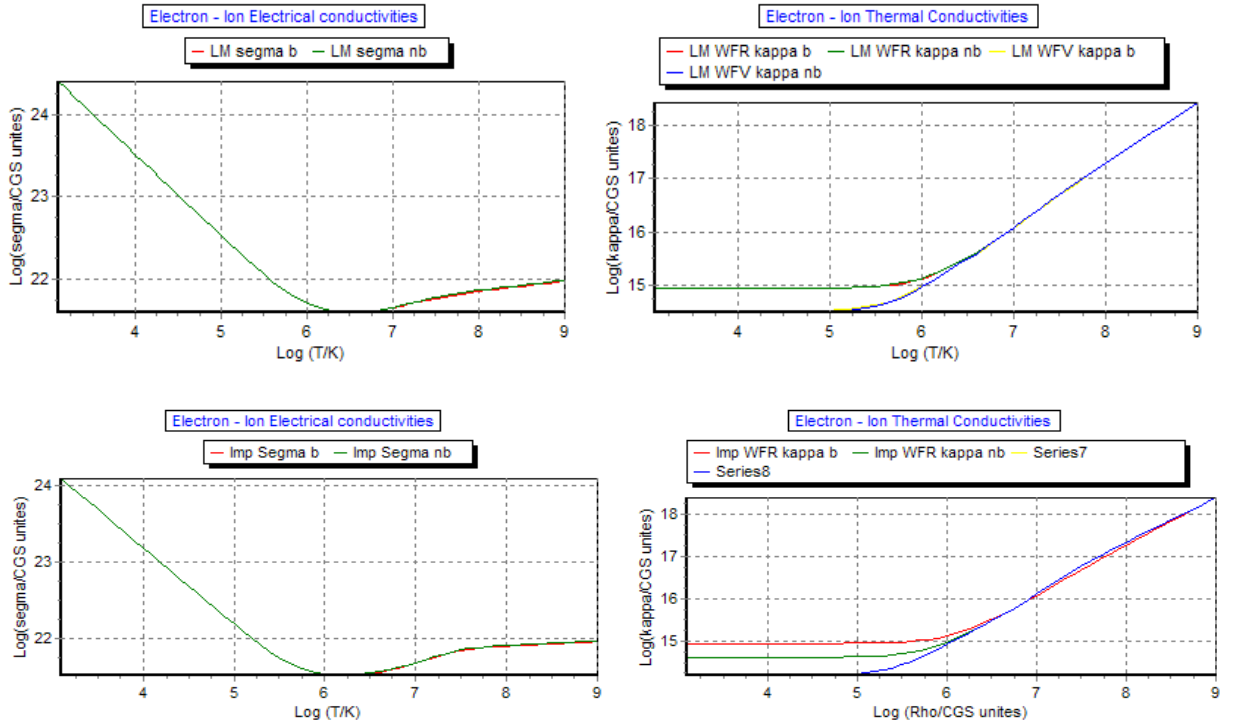 Electron - Ion Electrical conductivities
LM segma b LM segma nb
Log(segma/CGS unites)
24
23
22
4 5 6 7 8 9
Log (T/K)
Electron - Ion Thermal Conductivities
LM WFR kappa b LM WFR kappa nb LM WFV kappa b
LM WFV kappa nb
Log(kappa/CGS unites)
18
17
16
15
4 5 6 7 8 9
Log (T/K)
Electron - Ion Electrical conductivities
Imp Segma b Imp Segma nb
Log(segma/CGS unites)
24
23
22
4 5 6 7 8 9
Log (T/K)
Electron - Ion Thermal Conductivities
Imp WFR kappa b Imp WFR kappa nb Series7
Series8
Log(kappa/CGS unites)
18
17
16
15
4 5 6 7 8 9
Log (Rho/CGS unites)